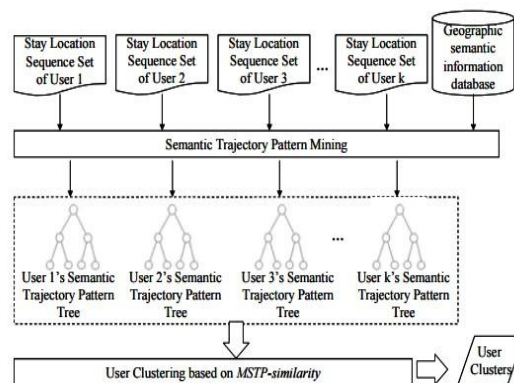 Stay Location
Sequence Set
of User 1
Stay Location
Sequence Set
of User 2
Stay Location
Sequence Set
of User 3
...
Stay Location
Sequence Set
of User k
Geographic
semantic
information
database
Semantic Trajectory Pattern Mining
...
User 1's Semantic
Trajectory Pattern
Tree
User 2's Semantic
Trajectory Pattern
Tree
User 3's Semantic
Trajectory Pattern
Tree
User k's Semantic
Trajectory Pattern
Tree
User Clustering based on MSTP-similarity
User
Clusters